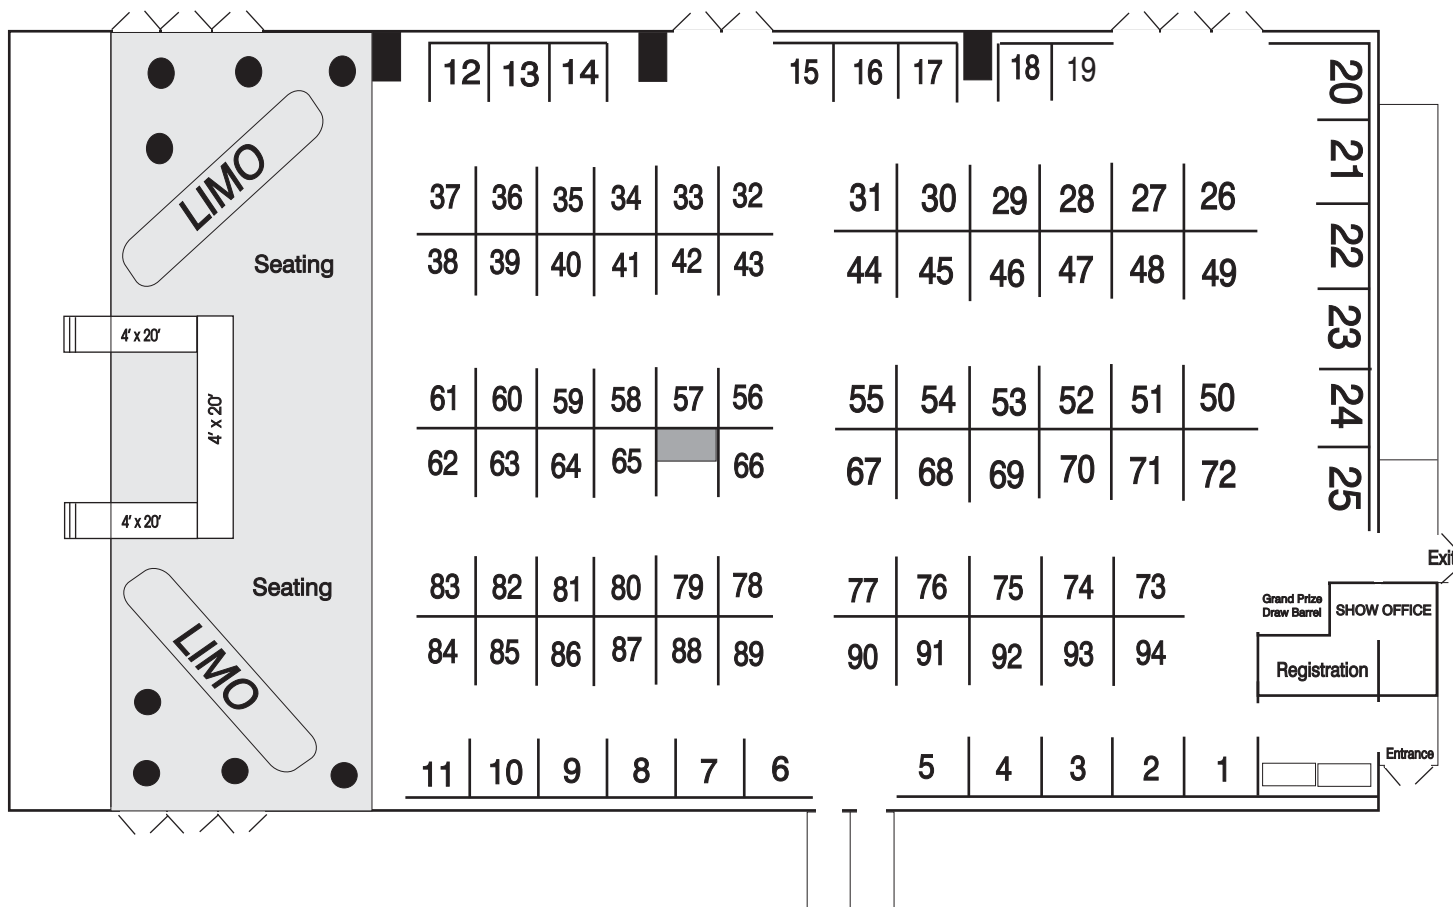 12 13 14 15 16 17 18 19
20
21
22
23
24
25
LIMO
Seating
37 36 35 34 33 32 31 30 29 28 27 26
38 39 40 41 42 43 44 45 46 47 48 49
4' x 20'
4' x 20'
4' x 20'
61 60 59 58 57 56 55 54 53 52 51 50
62 63 64 65 66 67 68 69 70 71 72
Seating
LIMO
83 82 81 80 79 78 77 76 75 74 73
84 85 86 87 88 89 90 91 92 93 94
Exit
Grand Prize
Draw Barrel
SHOW OFFICE
Registration
Entrance
11 10 9 8 7 6 5 4 3 2 1